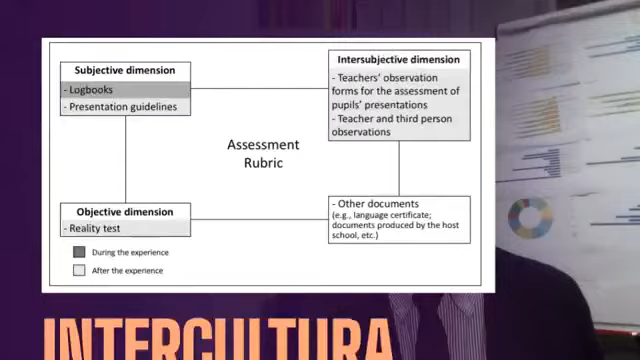 Subjective dimension
- Logbooks
- Presentation guidelines
Intersubjective dimension
- Teachers' observation
forms for the assessment of
pupils' presentations
- Teacher and third person
observations
Assessment
Rubric
Objective dimension
- Reality test
- Other documents
(e.g., language certificate;
documents produced by the host
school, etc.)
During the experience
After the experience
INTERCULTURA